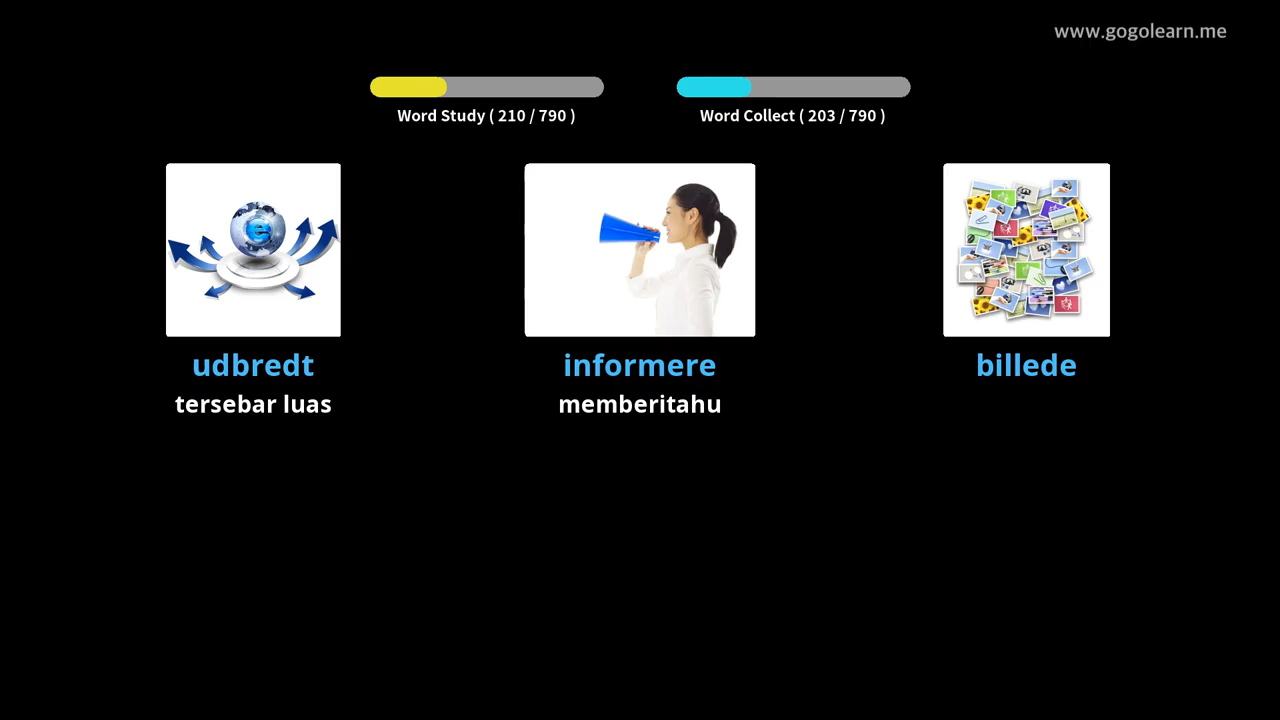 www.gogolearn.me
Word Study ( 210 / 790 )
Word Collect ( 203 / 790 )
udbredt
informere
billede
tersebar luas
memberitahu